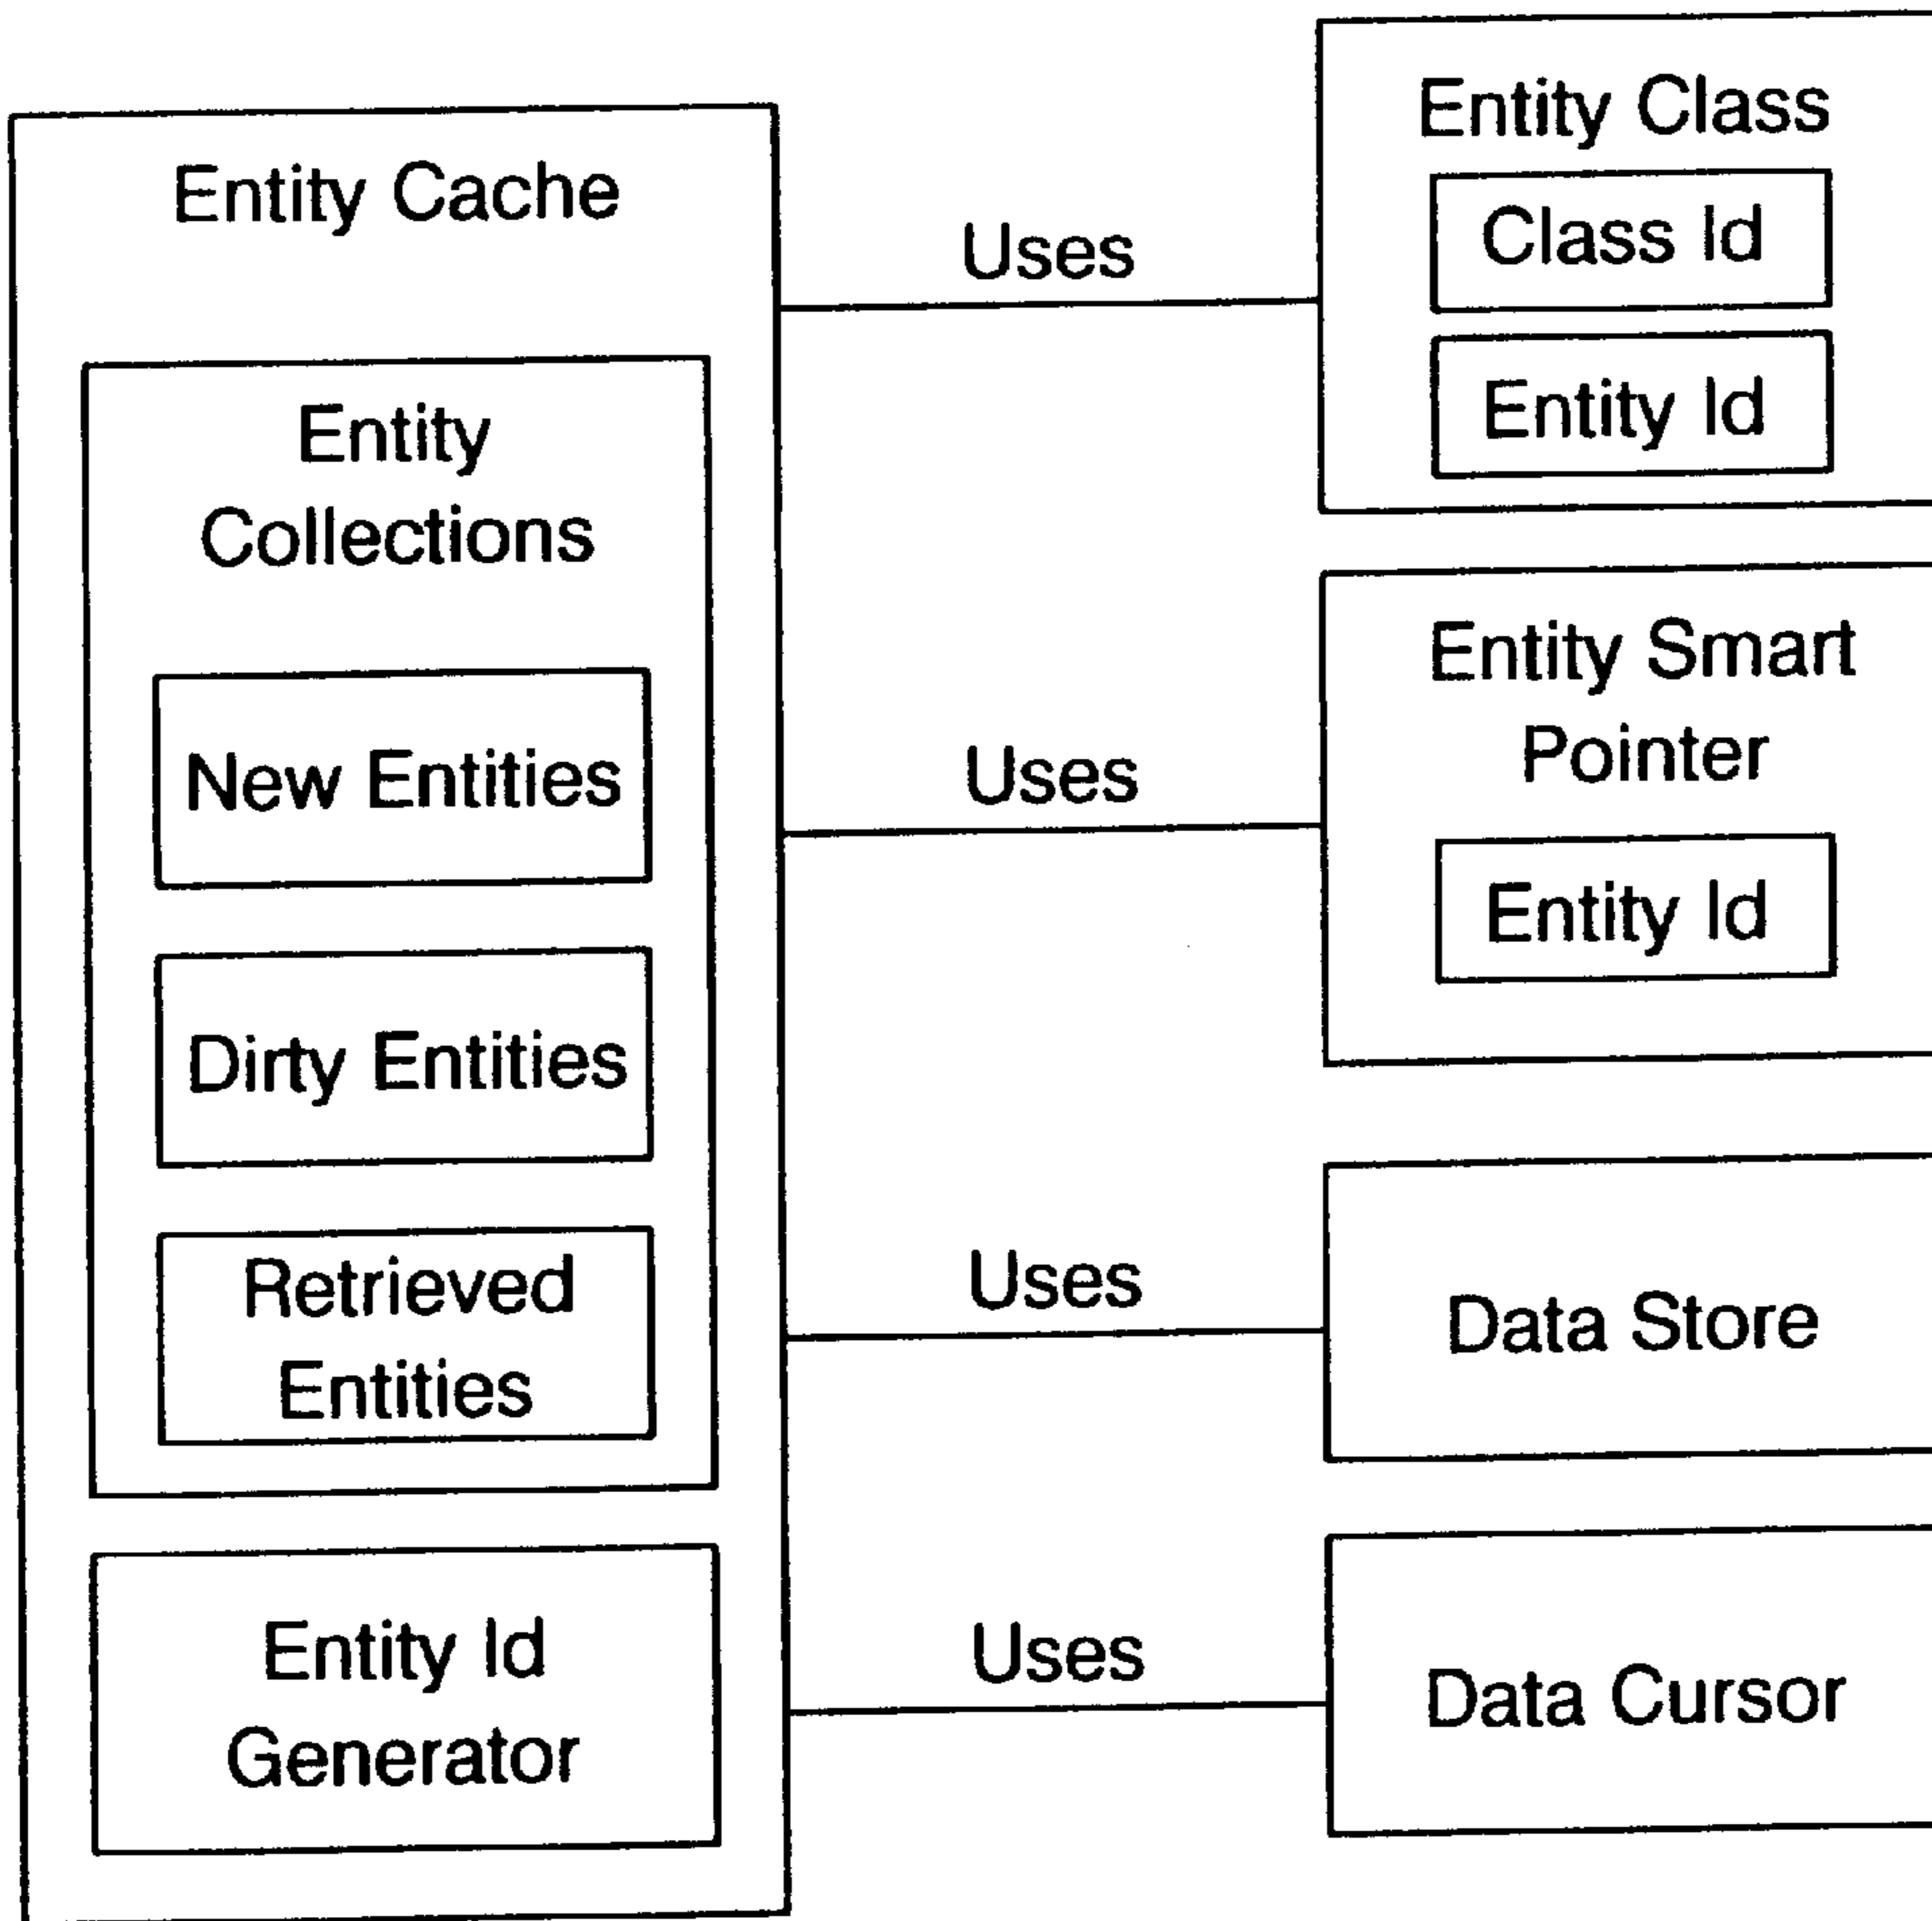 Entity Cache
Entity
Collections
New Entities
Dirty Entities
Retrieved
Entities
Entity Id
Generator
Uses
Uses
Uses
Uses
Entity Class
Class Id
Entity Id
Entity Smart
Pointer
Entity Id
Data Store
Data Cursor